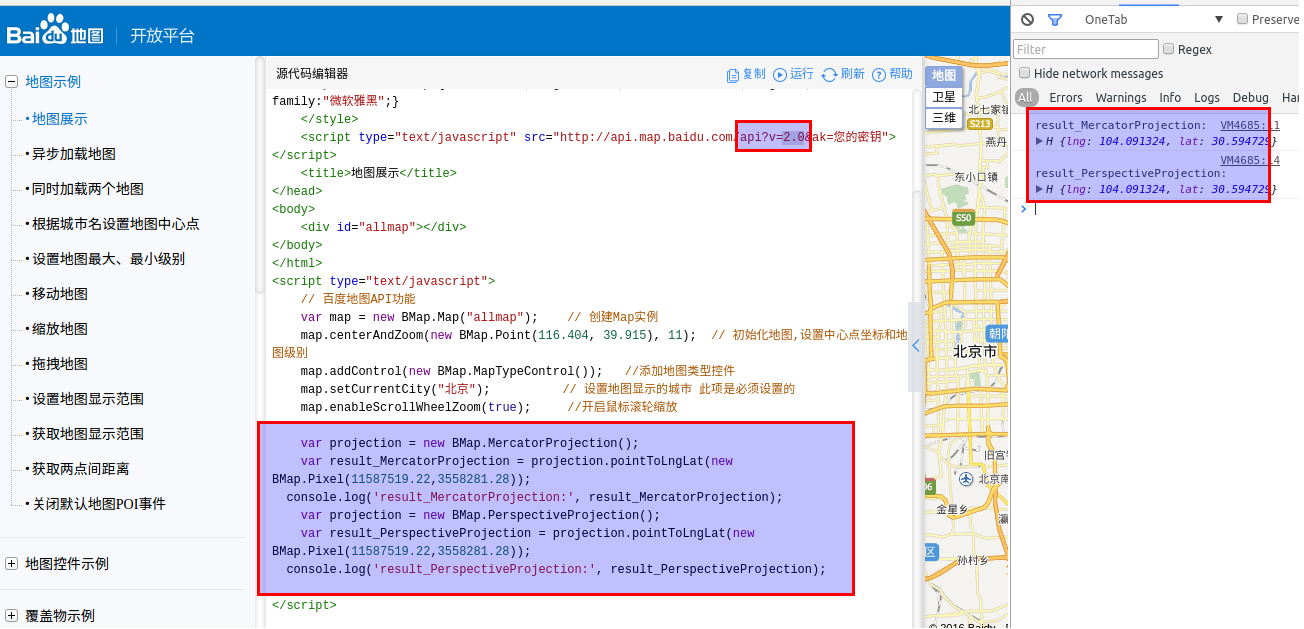 Bai du 地图 开放平台
地图示例
• 地图展示
• 异步加载地图
• 同时加载两个地图
• 根据城市名设置地图中心点
• 设置地图最大、最小级别
• 移动地图
• 缩放地图
• 拖拽地图
• 设置地图显示范围
• 获取地图显示范围
• 获取两点间距离
• 关闭默认地图POI事件
地图控件示例
覆盖物示例
源代码编辑器 复制 运行 刷新 帮助
family:"微软雅黑";}
</style>
<script type="text/javascript" src="http://api.map.baidu.com/api?v=2.0&ak=您的密钥">
</script>
<title>地图展示</title>
</head>
<body>
<div id="allmap"></div>
</body>
</html>
<script type="text/javascript">
// 百度地图API功能
var map = new BMap.Map("allmap"); // 创建Map实例
map.centerAndZoom(new BMap.Point(116.404, 39.915), 11); // 初始化地图,设置中心点坐标和地
图级别
map.addControl(new BMap.MapTypeControl()); //添加地图类型控件
map.setCurrentCity("北京"); // 设置地图显示的城市 此项是必须设置的
map.enableScrollWheelZoom(true); //开启鼠标滚轮缩放
var projection = new BMap.MercatorProjection();
var result_MercatorProjection = projection.pointToLngLat(new
BMap.Pixel(11587519.22,3558281.28));
console.log('result_MercatorProjection:', result_MercatorProjection);
var projection = new BMap.PerspectiveProjection();
var result_PerspectiveProjection = projection.pointToLngLat(new
BMap.Pixel(11587519.22,3558281.28));
console.log('result_PerspectiveProjection:', result_PerspectiveProjection);
</script>
地图
卫星
三维
北七家镇
S213
燕丹
东小口镇
S50
朝阳
北京市
旧宫
北京南
06
金星乡
瀛
区
孙村乡
© 2016 Baidu
OneTab Preserve
Filter Regex
Hide network messages
All Errors Warnings Info Logs Debug Han
result_MercatorProjection: VM4685:11
H {lng: 104.091324, lat: 30.594729}
VM4685:14
result_PerspectiveProjection:
H {lng: 104.091324, lat: 30.594729}
>